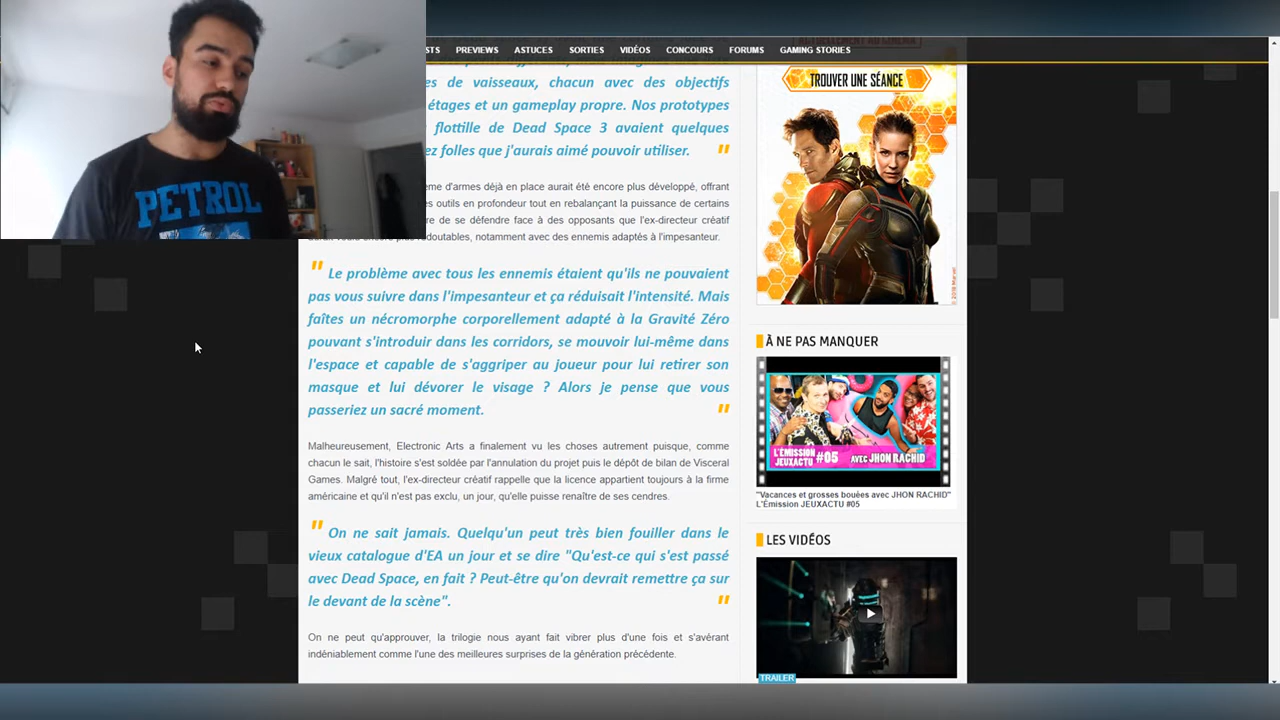 STS PREVIEWS ASTUCES SORTIES VIDÉOS CONCOURS FORUMS GAMING STORIES
es de vaisseaux, chacun avec des objectifs
étages et un gameplay propre. Nos prototypes
flottille de Dead Space 3 avaient quelques
ez folles que j'aurais aimé pouvoir utiliser. "
ème d'armes déjà en place aurait été encore plus développé, offrant
es outils en profondeur tout en rebalançant la puissance de certains
re de se défendre face à des opposants que l'ex-directeur créatif
redoutables, notamment avec des ennemis adaptés à l'impesanteur.
" Le problème avec tous les ennemis étaient qu'ils ne pouvaient
pas vous suivre dans l'impesanteur et ça réduisait l'intensité. Mais
faîtes un nécromorphe corporellement adapté à la Gravité Zéro
pouvant s'introduir dans les corridors, se mouvoir lui-même dans
l'espace et capable de s'aggriper au joueur pour lui retirer son
masque et lui dévorer le visage ? Alors je pense que vous
passeriez un sacré moment. "
Malheureusement, Electronic Arts a finalement vu les choses autrement puisque, comme
chacun le sait, l'histoire s'est soldée par l'annulation du projet puis le dépôt de bilan de Visceral
Games. Malgré tout, l'ex-directeur créatif rappelle que la licence appartient toujours à la firme
américaine et qu'il n'est pas exclu, un jour, qu'elle puisse renaître de ses cendres.
" On ne sait jamais. Quelqu'un peut très bien fouiller dans le
vieux catalogue d'EA un jour et se dire "Qu'est-ce qui s'est passé
avec Dead Space, en fait ? Peut-être qu'on devrait remettre ça sur
le devant de la scène". "
On ne peut qu'approuver, la trilogie nous ayant fait vibrer plus d'une fois et s'avérant
indéniablement comme l'une des meilleures surprises de la génération précédente.
TROUVER UNE SÉANCE
À NE PAS MANQUER
L'ÉMISSION
JEUXACTU #05 AVEC JHON RACHID
"Vacances et grosses bouées avec JHON RACHID"
L'Émission JEUXACTU #05
LES VIDÉOS
TRAILER
PETROL